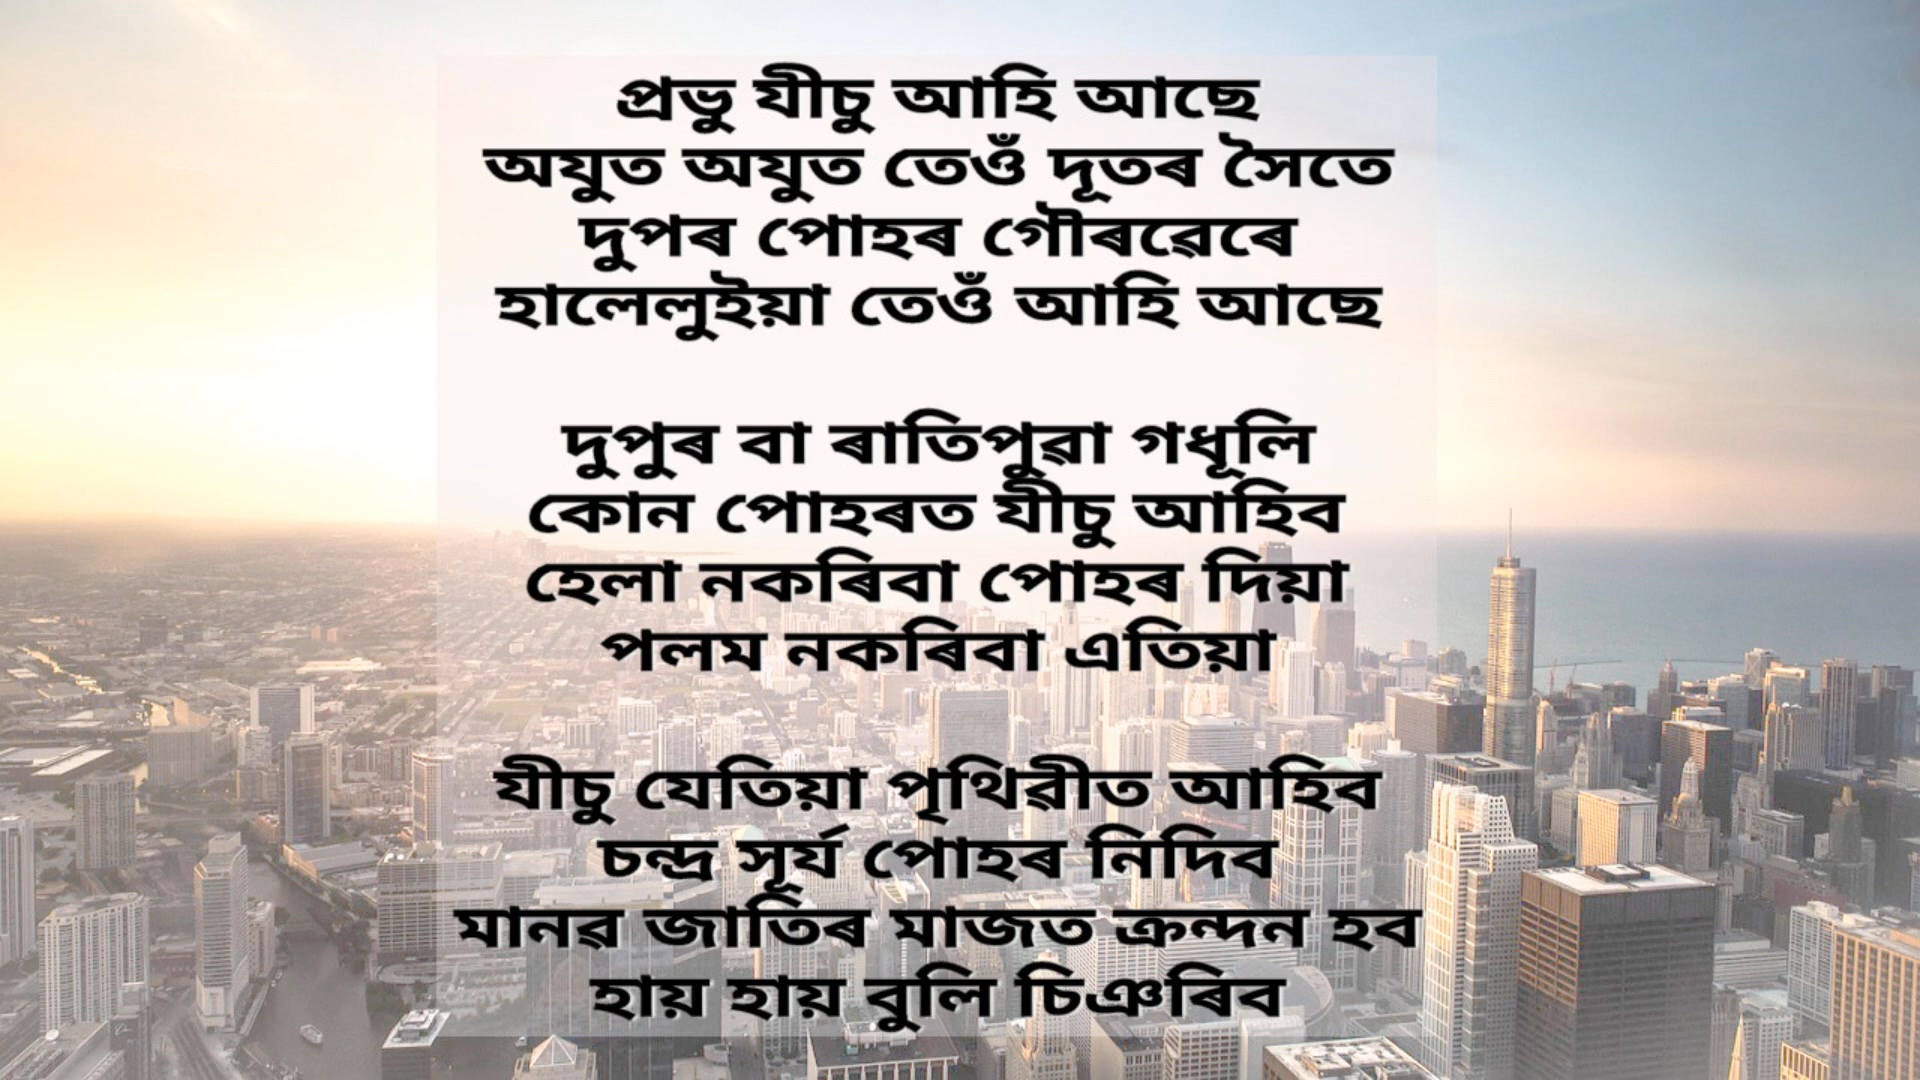 প্ৰভু যীচু আহি আছে
অযুত অযুত তেওঁ দূতৰ সৈতে
দুপৰ পোহৰ গৌৰৱেৰে
হালেলুইয়া তেওঁ আহি আছে
দুপুৰ বা ৰাতিপুৱা গধূলি
কোন পোহৰত যীচু আহিব
হেলা নকৰিবা পোহৰ দিয়া
পলম নকৰিবা এতিয়া
যীচু যেতিয়া পৃথিৱীত আহিব
চন্দ্ৰ সূৰ্য পোহৰ নিদিব
মানৱ জাতিৰ মাজত ক্ৰন্দন হব
হায় হায় বুলি চিঞৰিব